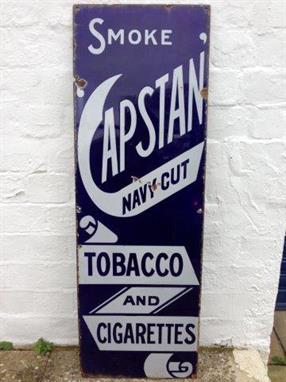 SMOKE
'CAPSTAN'
NAVY CUT
TOBACCO
AND
CIGARETTES